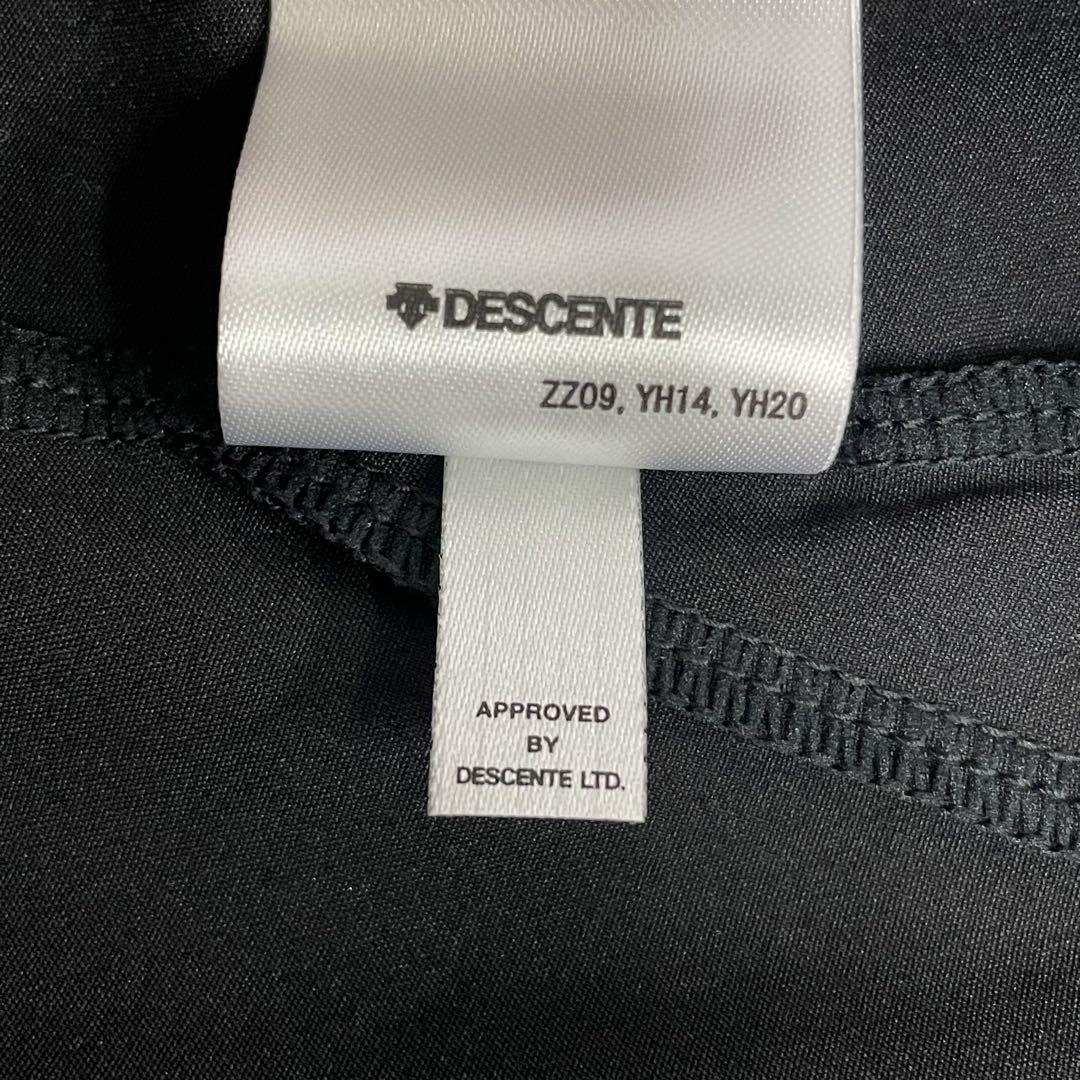 DESCENTE
ZZ09, YH14, YH20
APPROVED
BY
DESCENTE LTD.